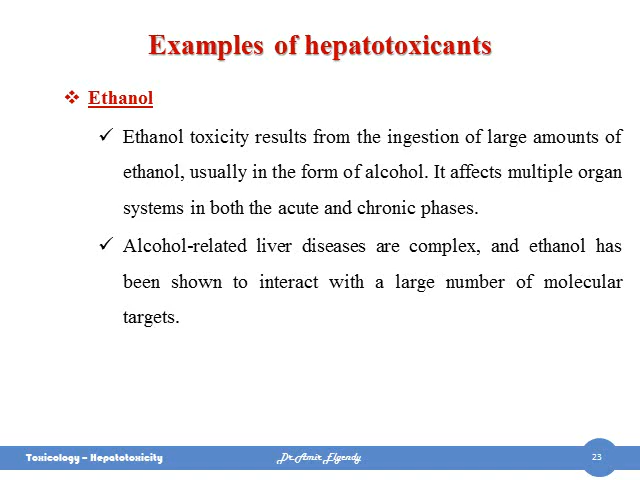 Examples of hepatotoxicants
❖ Ethanol
✓ Ethanol toxicity results from the ingestion of large amounts of
ethanol, usually in the form of alcohol. It affects multiple organ
systems in both the acute and chronic phases.
✓ Alcohol-related liver diseases are complex, and ethanol has
been shown to interact with a large number of molecular
targets.
Toxicology – Hepatotoxicity
Dr. Amir Elgendy
23